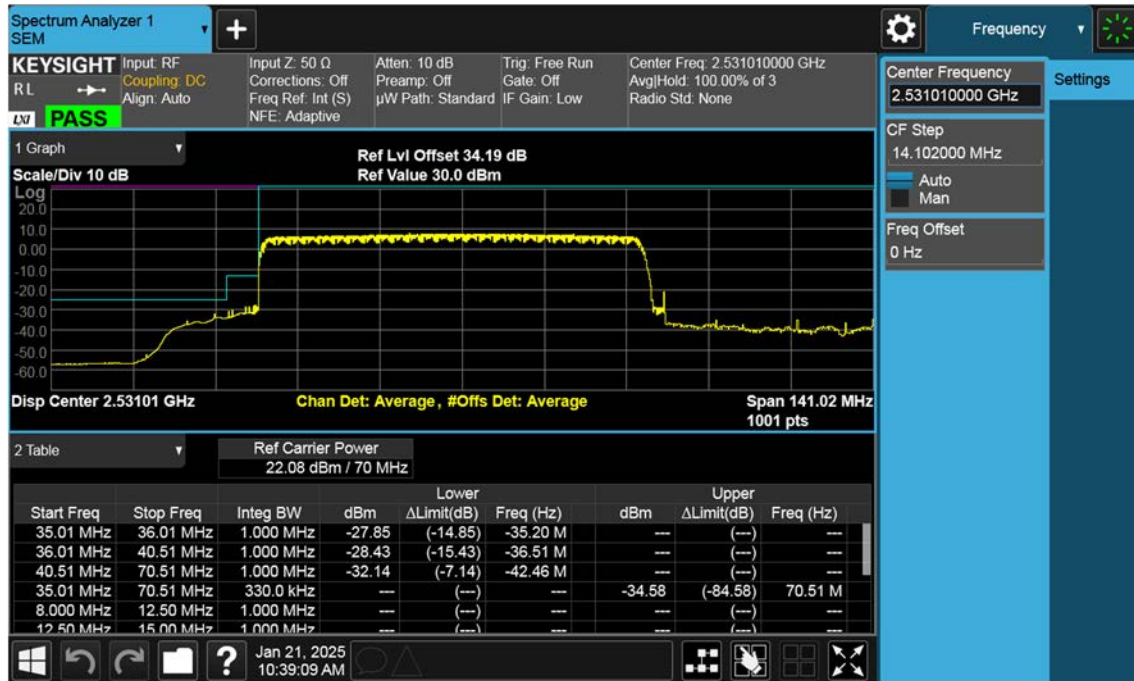 Spectrum Analyzer 1
SEM
Frequency
KEYSIGHT
R L
LXI
PASS
Input: RF
Coupling: DC
Align: Auto
Input Z: 50 Ω
Corrections: Off
Freq Ref: Int (S)
NFE: Adaptive
Atten: 10 dB
Preamp: Off
µW Path: Standard
Trig: Free Run
Gate: Off
IF Gain: Low
Center Freq: 2.531010000 GHz
Avg|Hold: 100.00% of 3
Radio Std: None
Center Frequency
2.531010000 GHz
Settings
CF Step
14.102000 MHz
Auto
Man
Freq Offset
0 Hz
1 Graph
Scale/Div 10 dB
Ref Lvl Offset 34.19 dB
Ref Value 30.0 dBm
Log
20.0
10.0
0.00
-10.0
-20.0
-30.0
-40.0
-50.0
-60.0
Disp Center 2.53101 GHz
Chan Det: Average, #Offs Det: Average
Span 141.02 MHz
1001 pts
2 Table
Ref Carrier Power
22.08 dBm / 70 MHz
Lower Upper
Start Freq Stop Freq Integ BW dBm ΔLimit(dB) Freq (Hz) dBm ΔLimit(dB) Freq (Hz)
35.01 MHz 36.01 MHz 1.000 MHz -27.85 (-14.85) -35.20 M --- (---) ---
36.01 MHz 40.51 MHz 1.000 MHz -28.43 (-15.43) -36.51 M --- (---) ---
40.51 MHz 70.51 MHz 1.000 MHz -32.14 (-7.14) -42.46 M --- (---) ---
35.01 MHz 70.51 MHz 330.0 kHz --- (---) --- -34.58 (-84.58) 70.51 M
8.000 MHz 12.50 MHz 1.000 MHz --- (---) --- --- (---) ---
12.50 MHz 15.00 MHz 1.000 MHz --- (---) --- --- (---) ---
Jan 21, 2025
10:39:09 AM